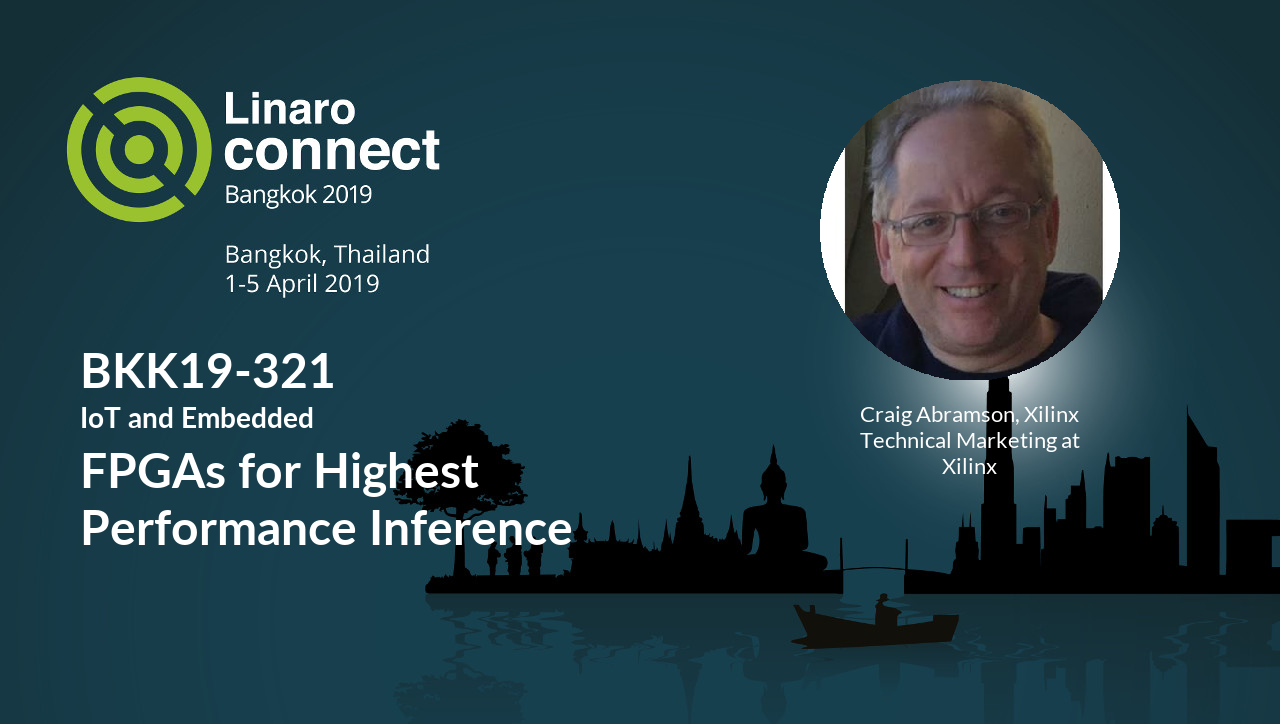 Linaro
connect
Bangkok 2019
Bangkok, Thailand
1-5 April 2019
BKK19-321
IoT and Embedded
FPGAs for Highest
Performance Inference
Craig Abramson, Xilinx
Technical Marketing at
Xilinx